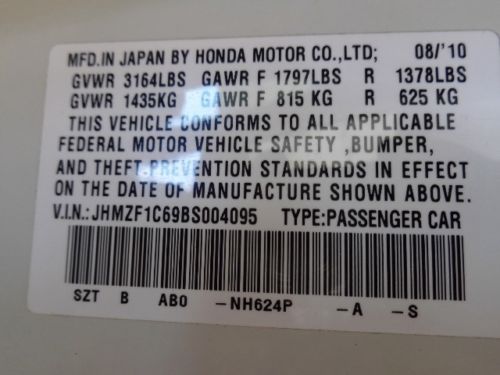 MFD.IN JAPAN BY HONDA MOTOR CO.,LTD; 08/'10
GVWR 3164LBS GAWR F 1797LBS R 1378LBS
GVWR 1435KG GAWR F 815 KG R 625 KG
THIS VEHICLE CONFORMS TO ALL APPLICABLE
FEDERAL MOTOR VEHICLE SAFETY ,BUMPER,
AND THEFT PREVENTION STANDARDS IN EFFECT
ON THE DATE OF MANUFACTURE SHOWN ABOVE.
V.I.N.: JHMZF1C69BS004095 TYPE:PASSENGER CAR
SZT B AB0 -NH624P -A -S